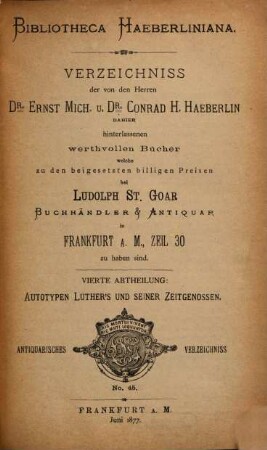 BIBLIOTHECA HAEBERLINIANA.
VERZEICHNISS
der von den Herren
DR. ERNST MICH. U. DR. CONRAD H. HAEBERLIN
DAHIER
hinterlassenen
werthvollen Bücher
welche
zu den beigesetzten billigen Preisen
bei
LUDOLPH ST. GOAR
BUCHHÄNDLER & ANTIQUAR
in
FRANKFURT A. M., ZEIL 30
zu haben sind.
VIERTE ABTHEILUNG:
AUTOTYPEN LUTHER'S UND SEINER ZEITGENOSSEN.
ANTIQUARISCHES VERZEICHNISS
No. 46.
FRANKFURT A. M.
Juni 1877.